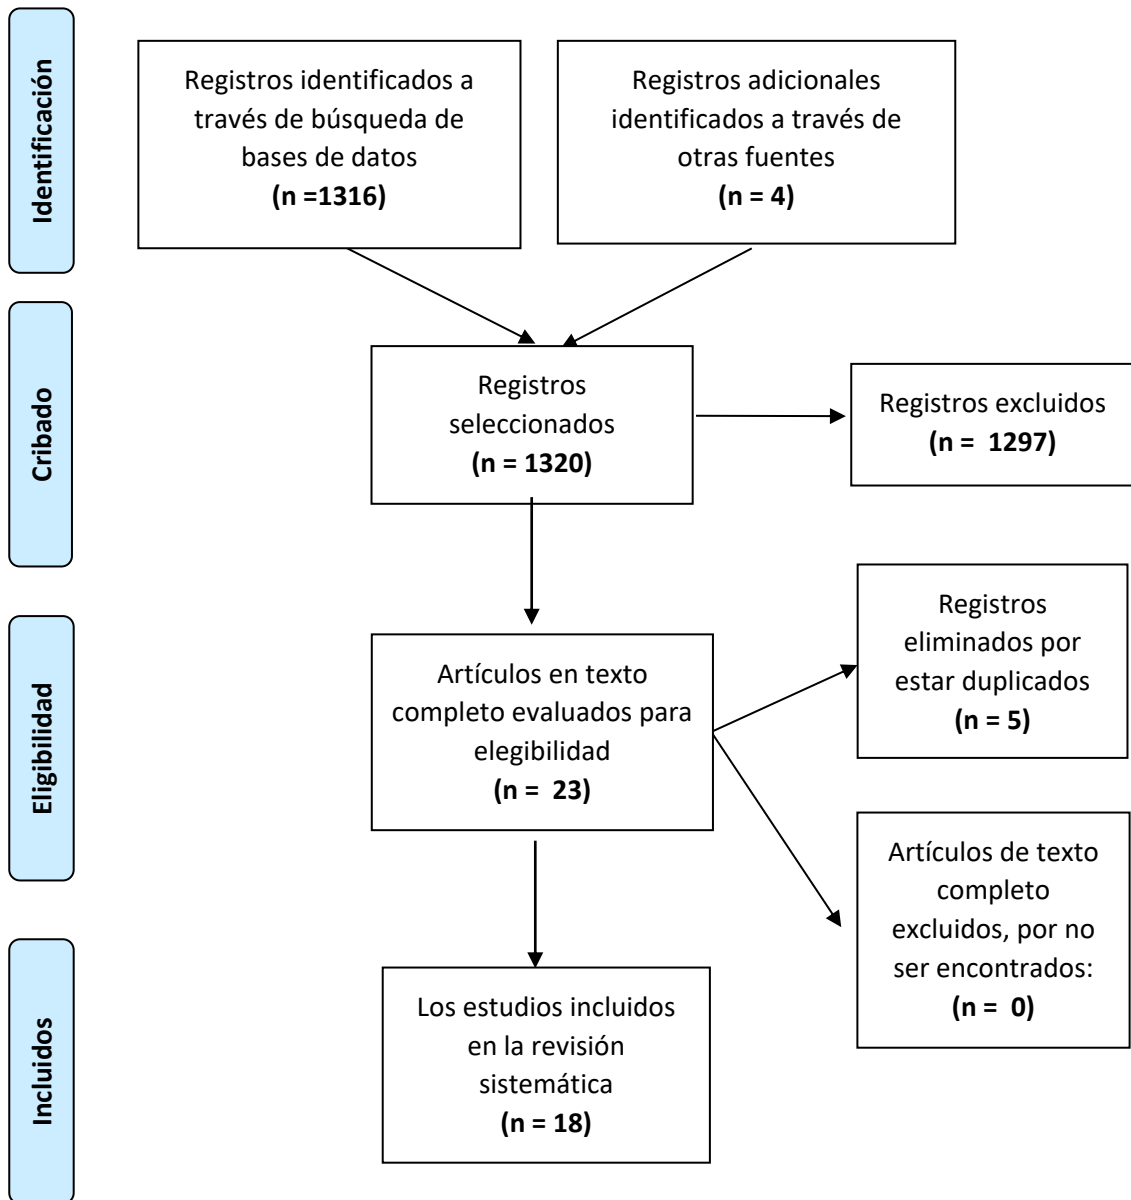 Identificación
Registros identificados a
través de búsqueda de
bases de datos
(n =1316)
Registros adicionales
identificados a través de
otras fuentes
(n = 4)
Cribado
Registros
seleccionados
(n = 1320)
Registros excluidos
(n =  1297)
Eligibilidad
Artículos en texto
completo evaluados para
elegibilidad
(n =  23)
Registros
eliminados por
estar duplicados
(n = 5)
Artículos de texto
completo
excluidos, por no
ser encontrados:
(n =  0)
Incluidos
Los estudios incluidos
en la revisión
sistemática
(n = 18)